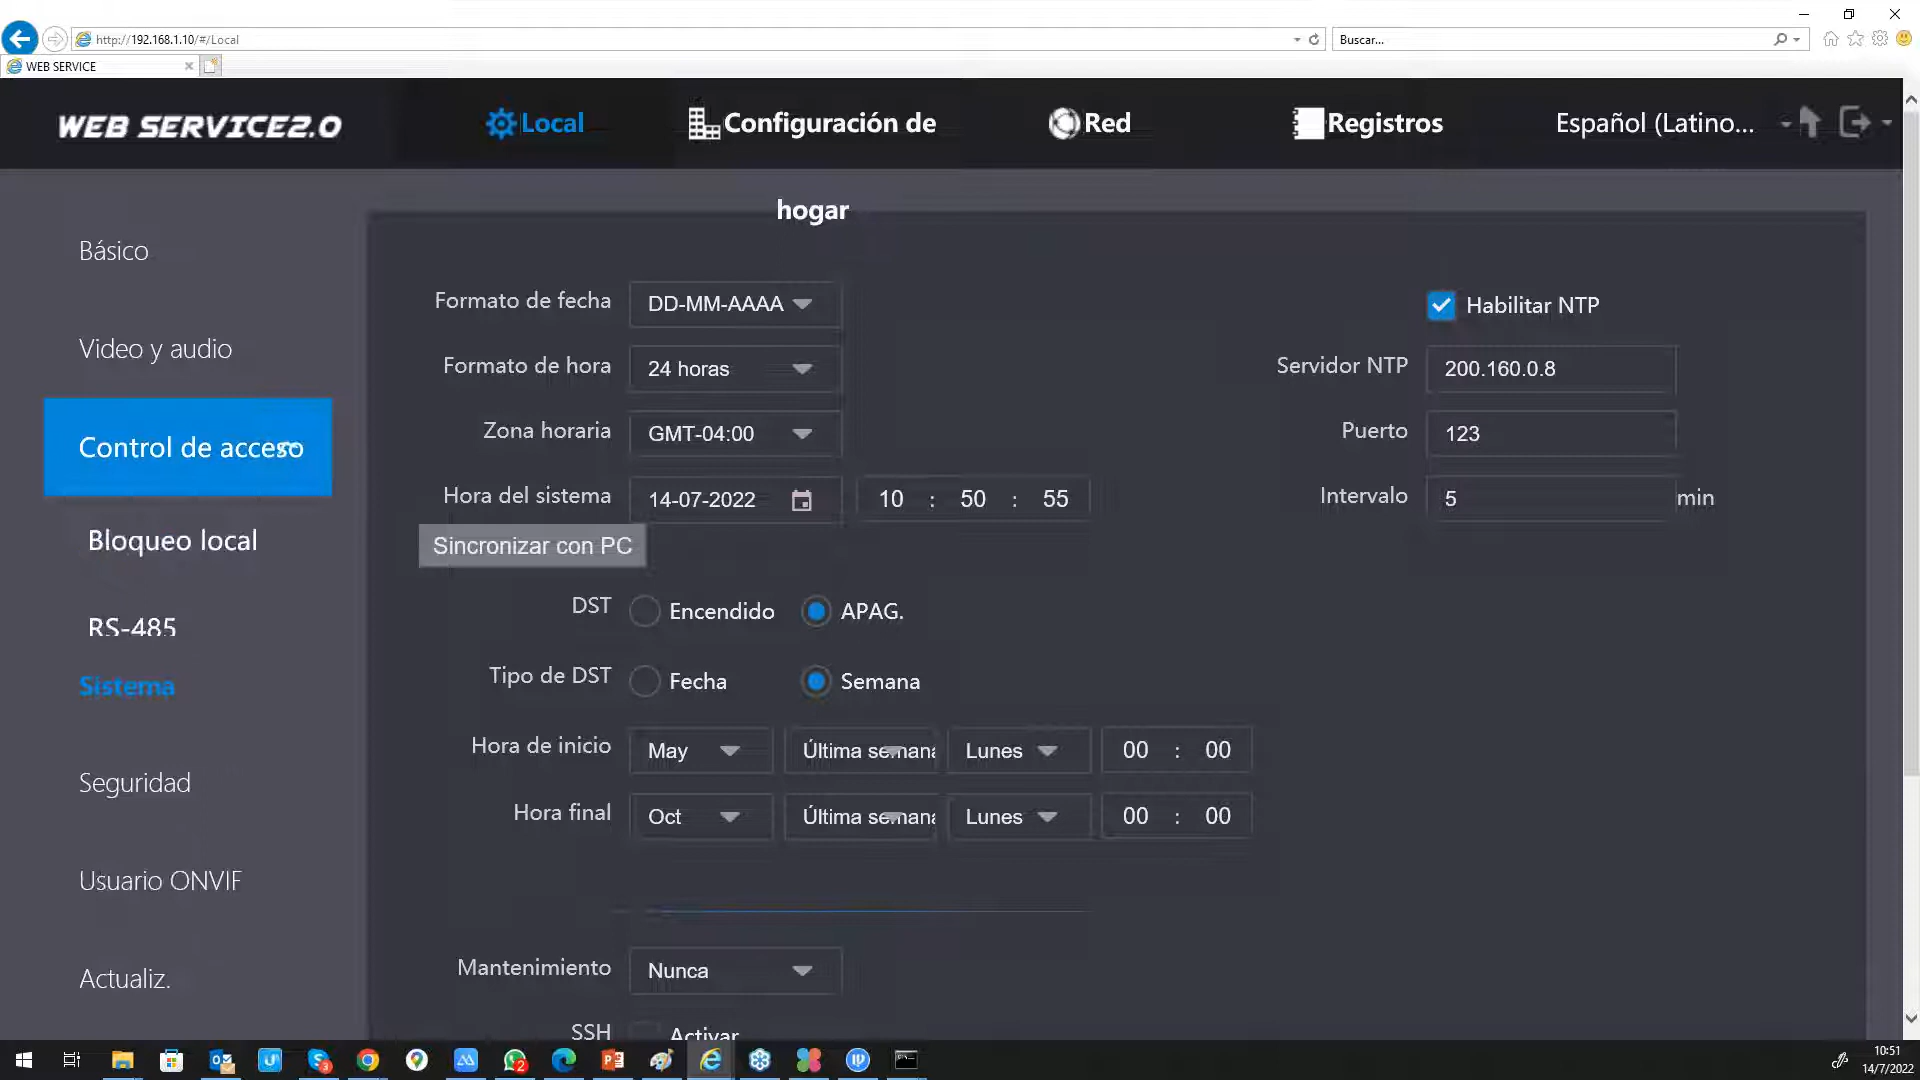 http://192.168.1.10/#/Local
Buscar...
WEB SERVICE
WEB SERVICE2.0
Local
Configuración de
hogar
Red
Registros
Español (Latino...
Básico
Video y audio
Control de acceso
Bloqueo local
RS-485
Sistema
Seguridad
Usuario ONVIF
Actualiz.
Formato de fecha DD-MM-AAAA
Formato de hora 24 horas
Zona horaria GMT-04:00
Hora del sistema 14-07-2022 10 : 50 : 55
Sincronizar con PC
DST Encendido APAG.
Tipo de DST Fecha Semana
Hora de inicio May Última semana Lunes 00 : 00
Hora final Oct Última semana Lunes 00 : 00
Mantenimiento Nunca
SSH Activar
Habilitar NTP
Servidor NTP 200.160.0.8
Puerto 123
Intervalo 5 min
10:51
14/7/2022